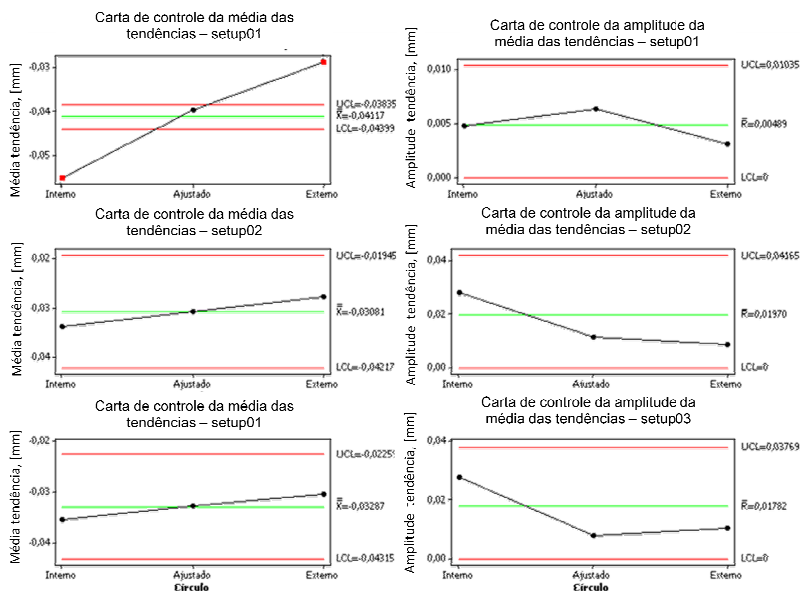 Carta de controle da média das
tendências – setup01
Média tendência, [mm]
-0,03
-0,04
-0,05
UCL=-0,03835
X=-0,04117
LCL=-0,04399
Interno
Ajustado
Externo
Carta de controle da amplitude da
média das tendências – setup01
Amplitude tendência, [mm]
0,010
0,005
0,000
UCL=0,01035
R=0,00489
LCL=0
Interno
Ajustado
Externo
Carta de controle da média das
tendências – setup02
Média tendência, [mm]
-0,02
-0,03
-0,04
UCL=-0,01945
X=-0,03081
LCL=-0,04217
Interno
Ajustado
Externo
Carta de controle da amplitude da
média das tendências – setup02
Amplitude tendência, [mm]
0,04
0,02
0,00
UCL=0,04165
R=0,01970
LCL=0
Interno
Ajustado
Externo
Carta de controle da média das
tendências – setup01
Média tendência, [mm]
-0,02
-0,03
-0,04
UCL=-0,02259
X=-0,03287
LCL=-0,04315
Interno
Ajustado
Externo
Círculo
Carta de controle da amplitude da
média das tendências – setup03
Amplitude tendência, [mm]
0,04
0,02
0,00
UCL=0,03769
R=0,01782
LCL=0
Interno
Ajustado
Externo
Círculo